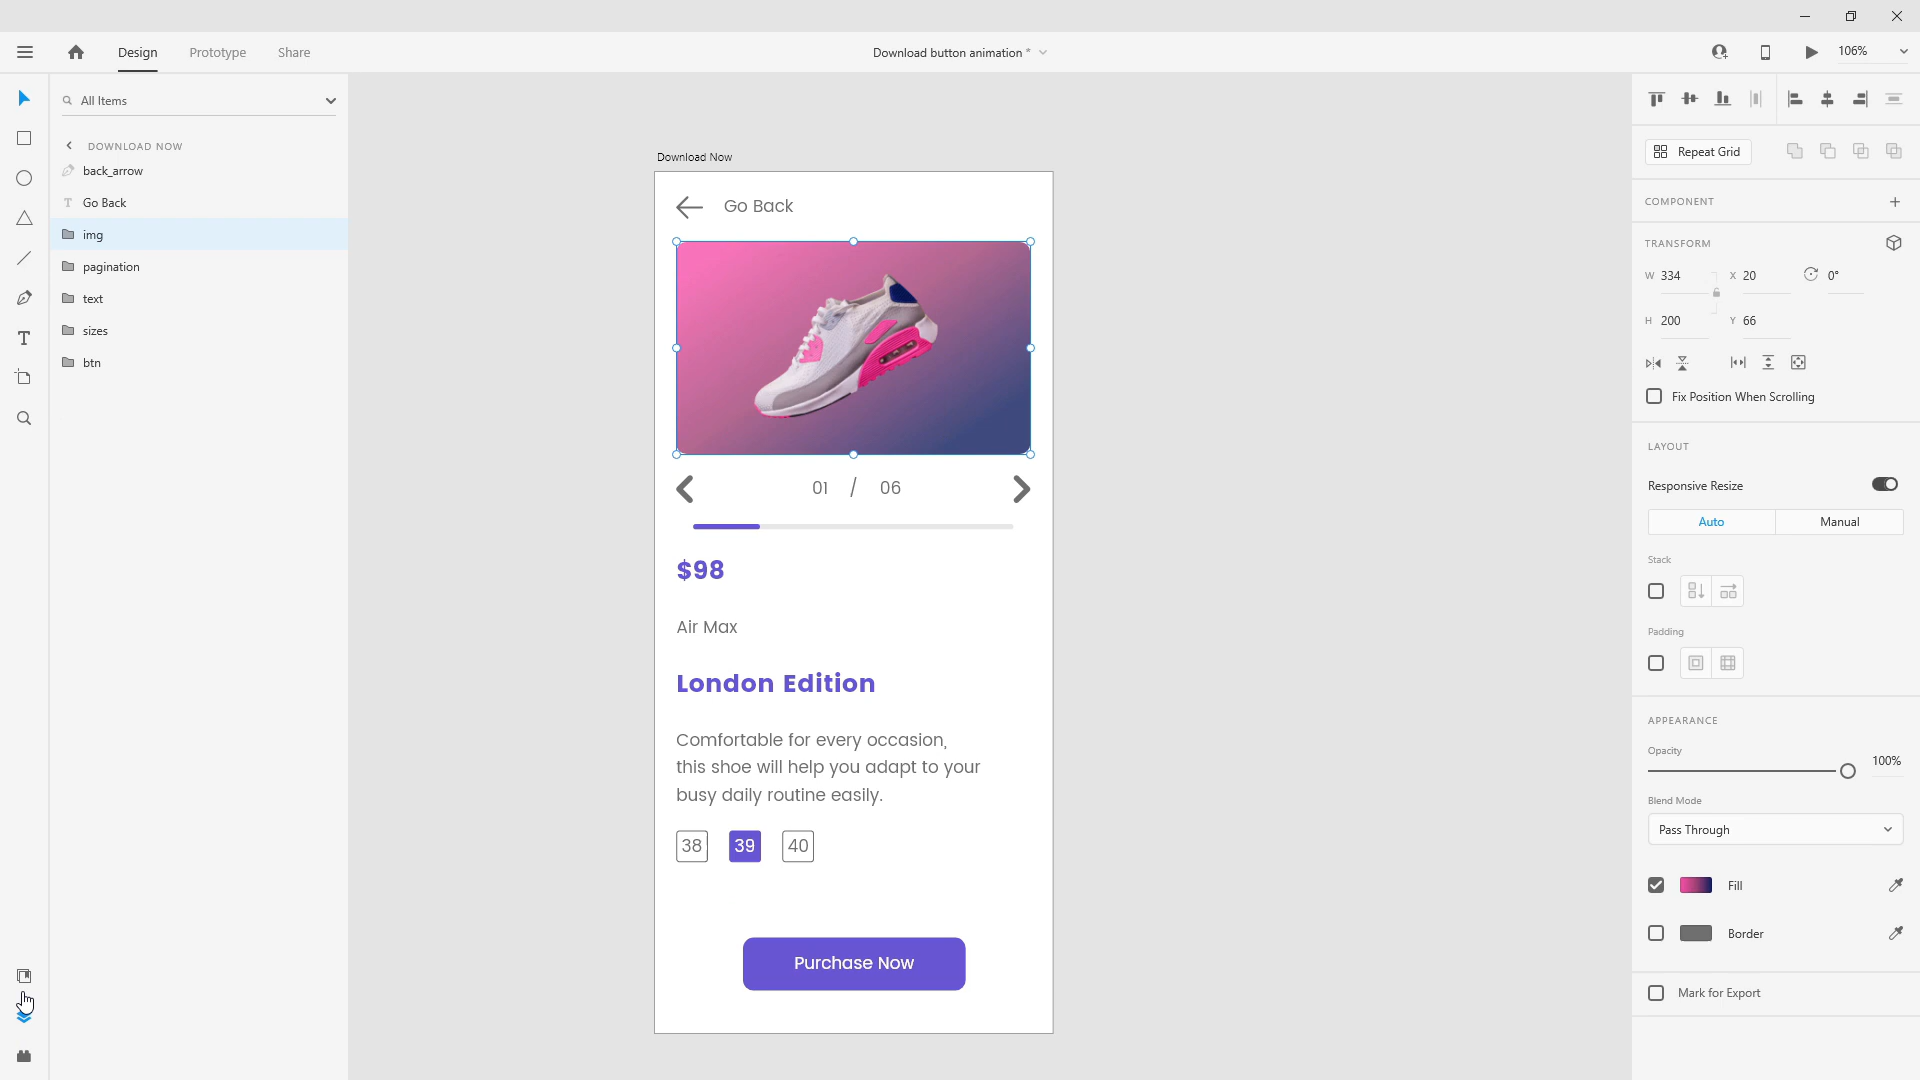 Design
Prototype
Share
Download button animation *
106%
All Items
DOWNLOAD NOW
back_arrow
T Go Back
img
pagination
text
sizes
btn
T
Download Now
Go Back
01 / 06
$98
Air Max
London Edition
Comfortable for every occasion,
this shoe will help you adapt to your
busy daily routine easily.
38 39 40
Purchase Now
Repeat Grid
COMPONENT
TRANSFORM
W 334 X 20 0°
H 200 Y 66
Fix Position When Scrolling
LAYOUT
Responsive Resize
Auto Manual
Stack
Padding
APPEARANCE
Opacity
100%
Blend Mode
Pass Through
Fill
Border
Mark for Export